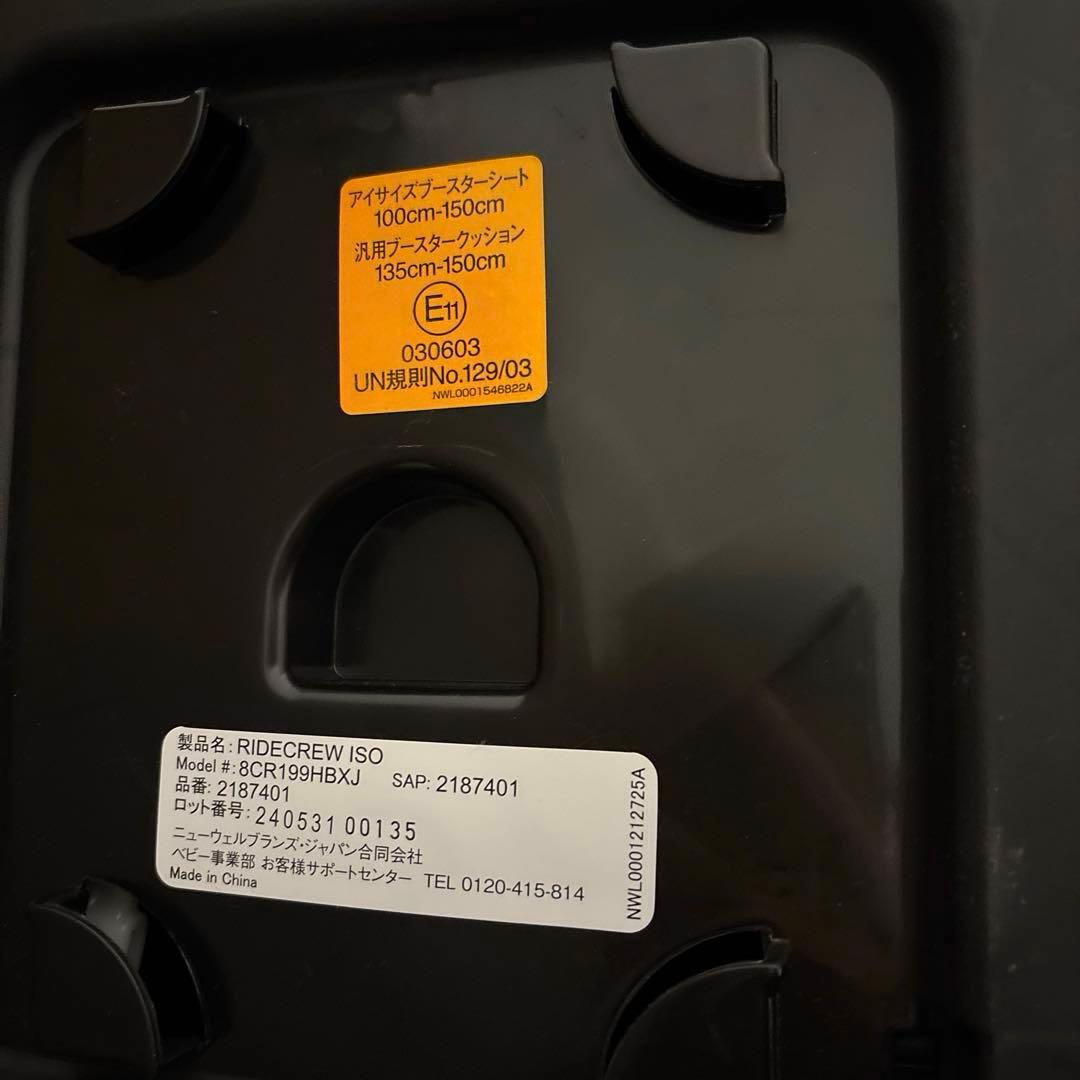 アイサイズブースターシート
100cm-150cm
汎用ブースタークッション
135cm-150cm
E11
030603
UN規則No.129/03
NWL0001546822A
製品名: RIDECREW ISO
Model #: 8CR199HBXJ SAP: 2187401
品番: 2187401
ロット番号: 240531 00135
ニューウェルブランズ・ジャパン合同会社
ベビー事業部 お客様サポートセンター TEL 0120-415-814
Made in China
NWL0001212725A